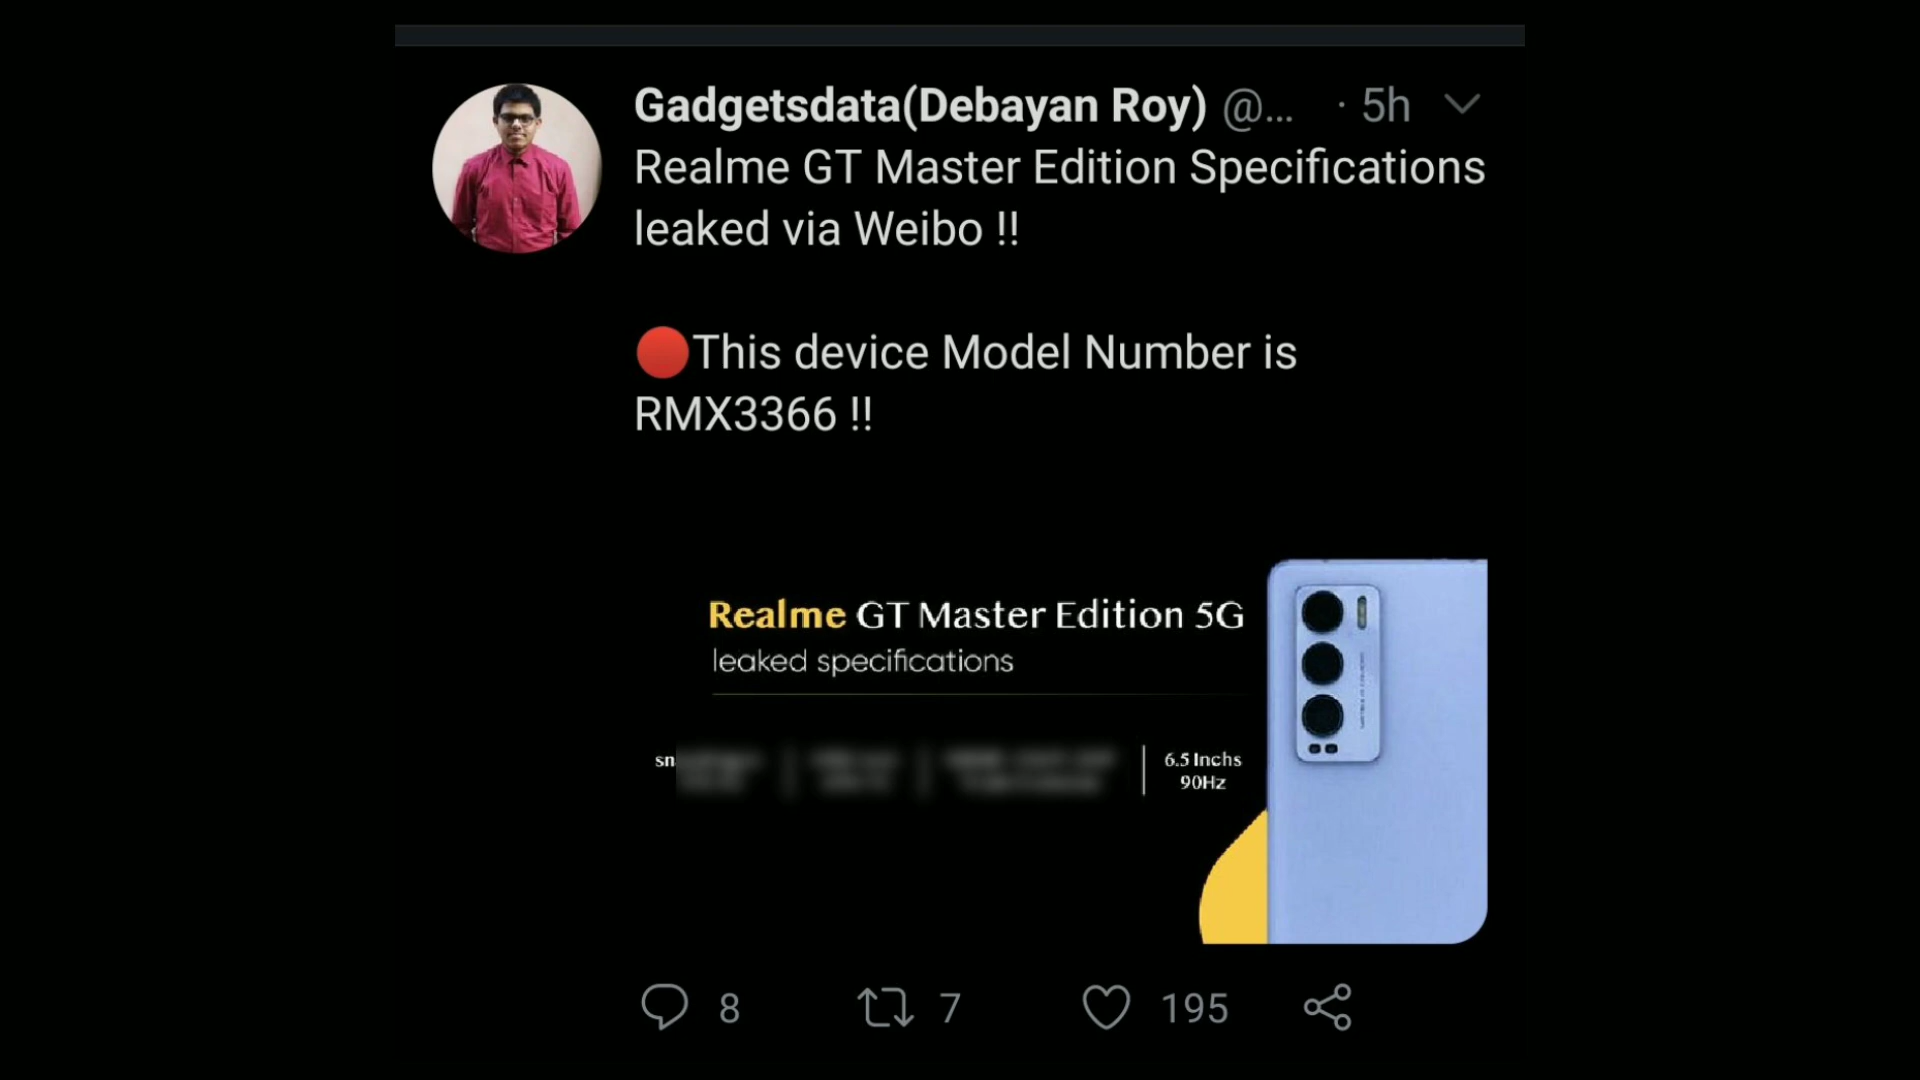 Gadgetsdata(Debayan Roy) @... · 5h
Realme GT Master Edition Specifications
leaked via Weibo !!
🔴This device Model Number is
RMX3366 !!
Realme GT Master Edition 5G
leaked specifications
6.5 Inchs
90Hz
8 7 195